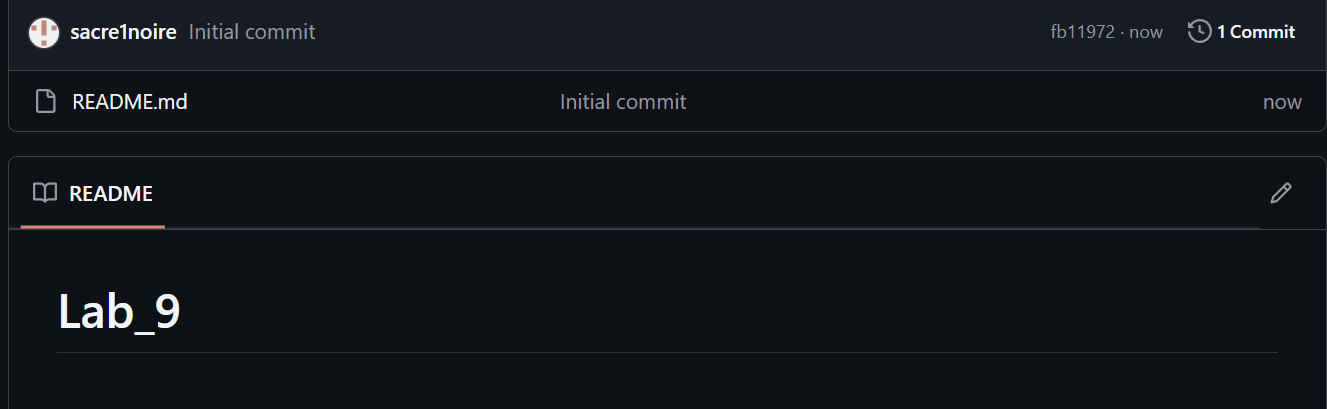 sacre1noire Initial commit fb11972 · now 1 Commit
README.md Initial commit now
README
Lab_9